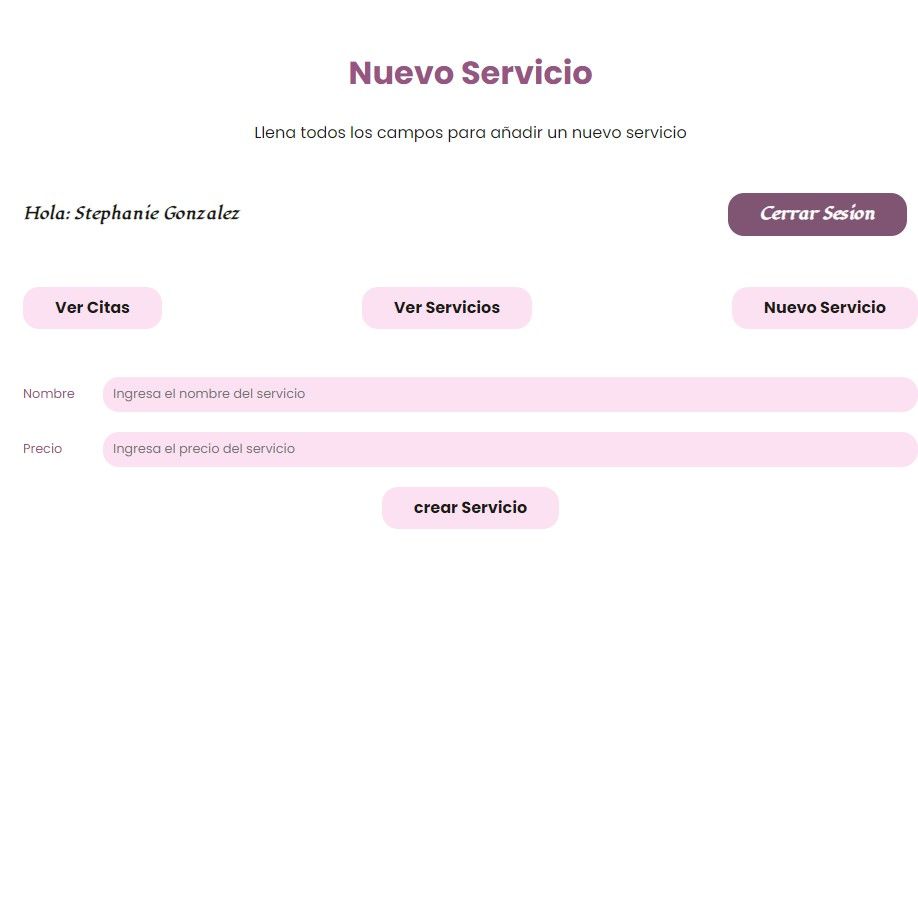 Nuevo Servicio
Llena todos los campos para añadir un nuevo servicio
Hola: Stephanie Gonzalez
Cerrar Sesion
Ver Citas
Ver Servicios
Nuevo Servicio
Nombre
Ingresa el nombre del servicio
Precio
Ingresa el precio del servicio
crear Servicio